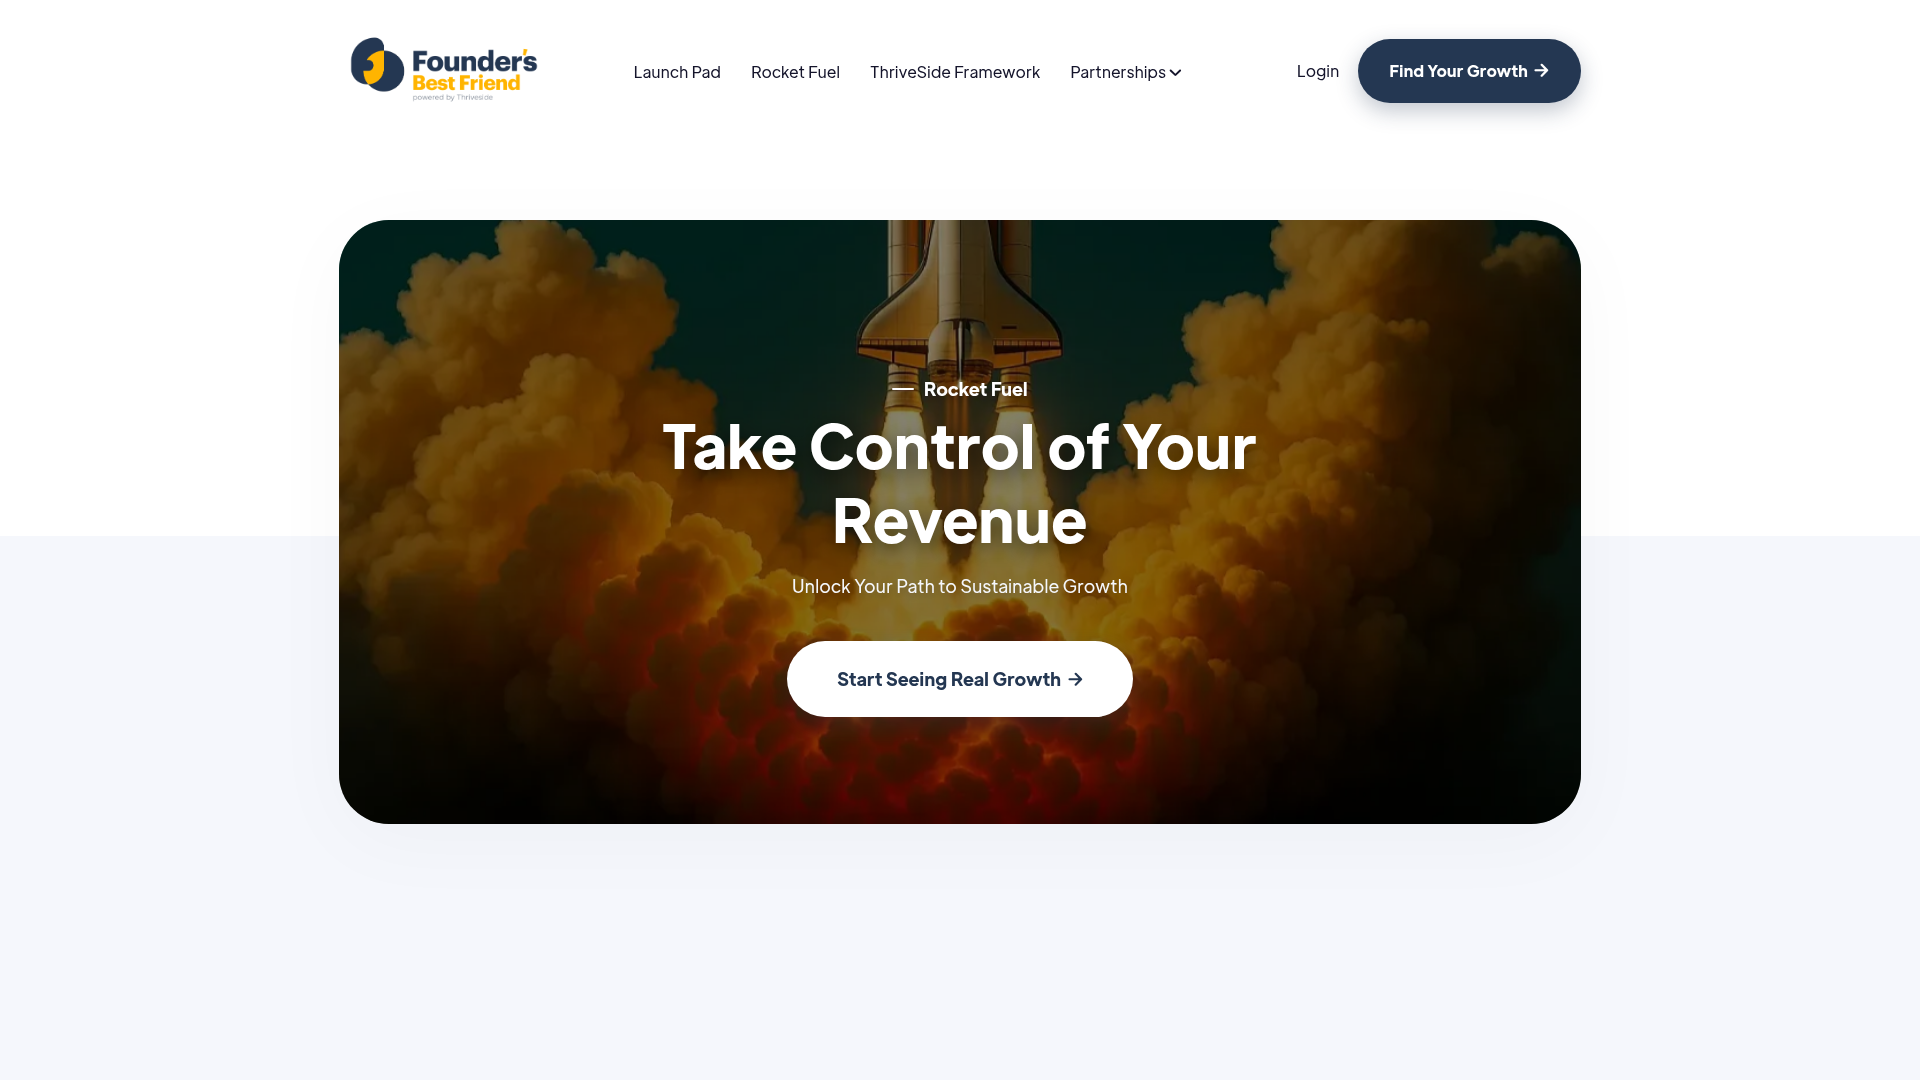 Founder's
Best Friend
powered by Thriveside
Launch Pad
Rocket Fuel
ThriveSide Framework
Partnerships
Login
Find Your Growth
Rocket Fuel
Take Control of Your
Revenue
Unlock Your Path to Sustainable Growth
Start Seeing Real Growth